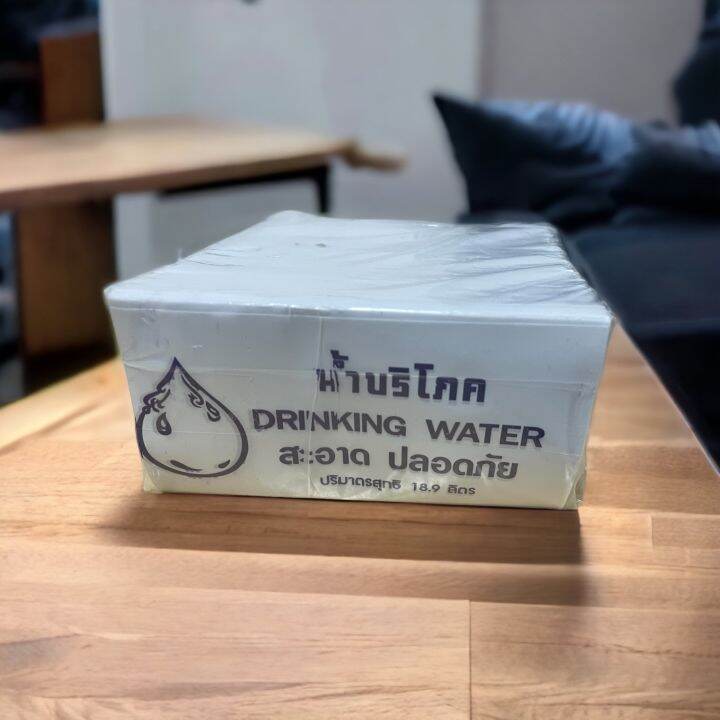 น้ำบริโภค
DRINKING WATER
สะอาด ปลอดภัย
ปริมาตรสุทธิ 18.9 ลิตร